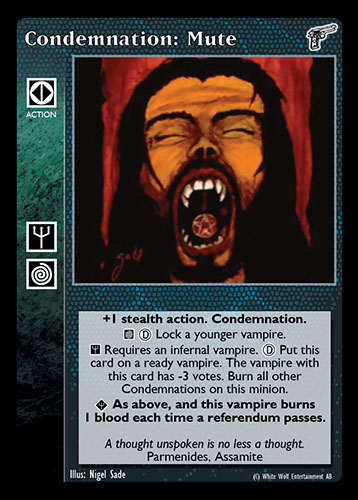 Condemnation: Mute
ACTION
gale
+1 stealth action. Condemnation.
Ⓓ Lock a younger vampire.
Requires an infernal vampire. Ⓓ Put this
card on a ready vampire. The vampire with
this card has -3 votes. Burn all other
Condemnations on this minion.
As above, and this vampire burns
1 blood each time a referendum passes.
A thought unspoken is no less a thought.
Parmenides, Assamite
Illus: Nigel Sade
(C) White Wolf Entertainment AB